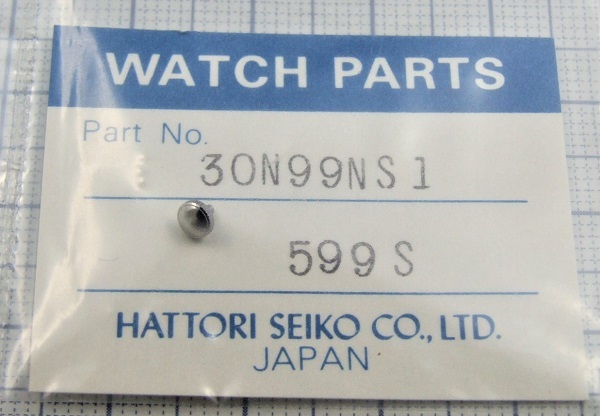 WATCH PARTS
Part No.
30N99NS1
599S
HATTORI SEIKO CO., LTD.
JAPAN